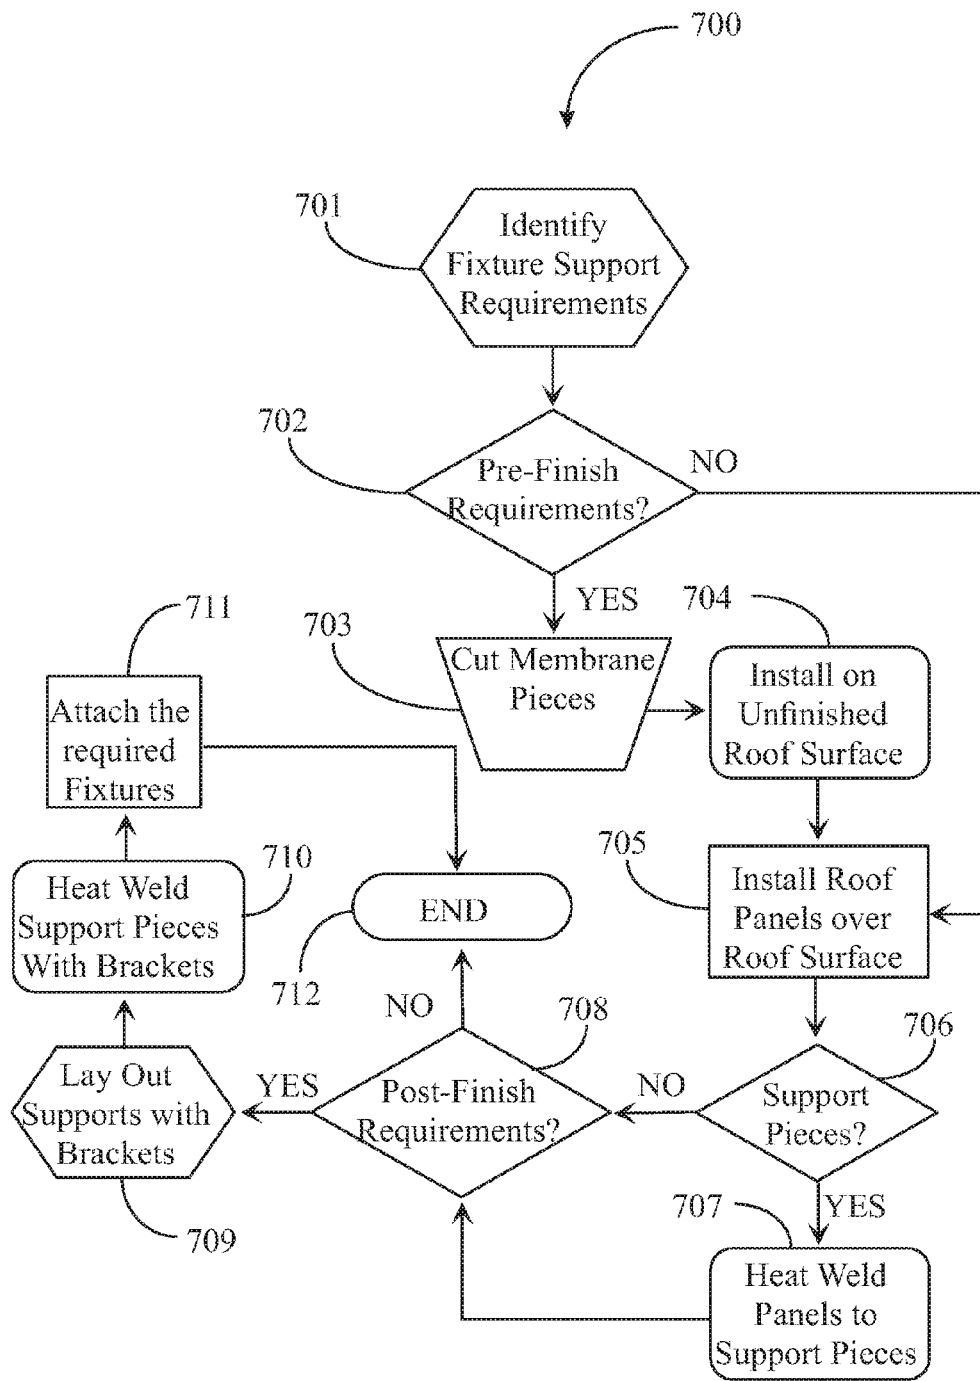 700
701
Identify
Fixture Support
Requirements
702
Pre-Finish
Requirements?
NO
YES
703
Cut Membrane
Pieces
704
Install on
Unfinished
Roof Surface
711
Attach the
required
Fixtures
705
Install Roof
Panels over
Roof Surface
710
Heat Weld
Support Pieces
With Brackets
END
712
NO
708
Post-Finish
Requirements?
YES
706
Support
Pieces?
NO
YES
Lay Out
Supports with
Brackets
709
707
Heat Weld
Panels to
Support Pieces